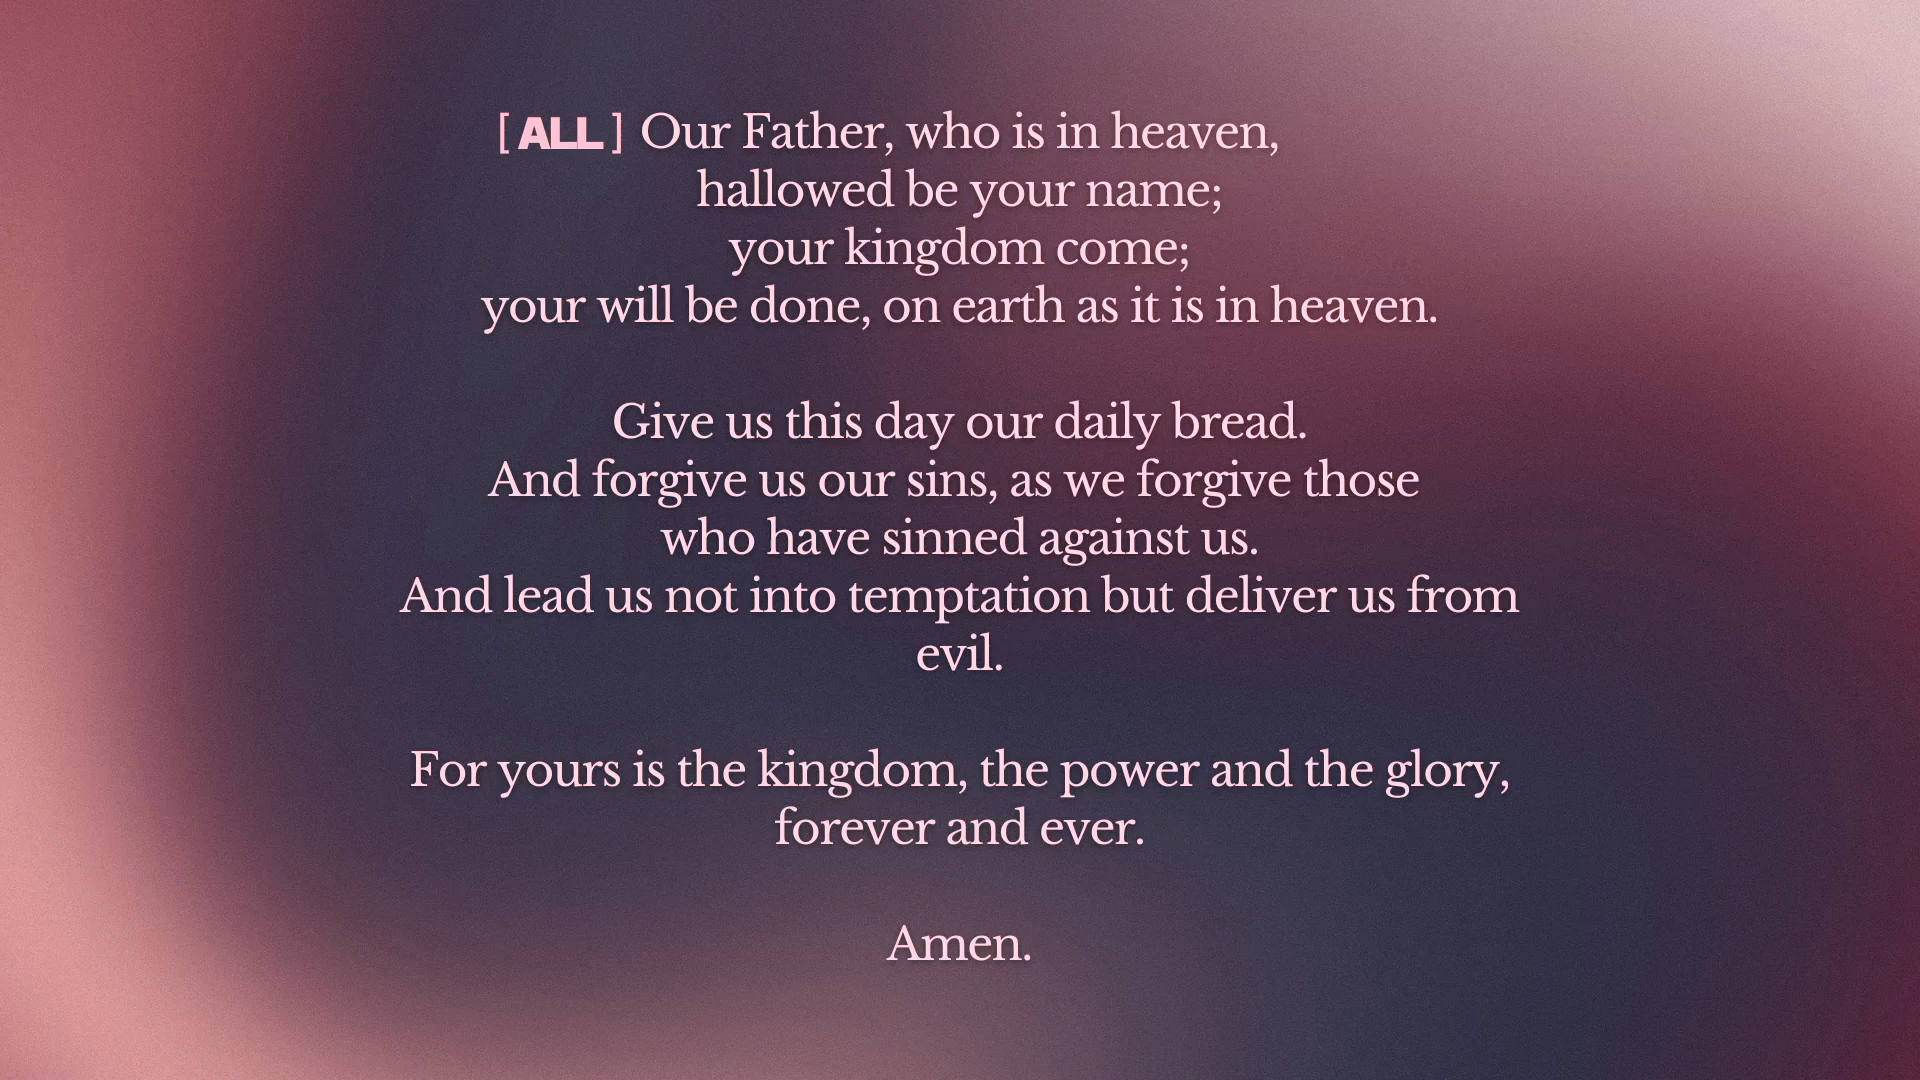 [ALL] Our Father, who is in heaven,
hallowed be your name;
your kingdom come;
your will be done, on earth as it is in heaven.
Give us this day our daily bread.
And forgive us our sins, as we forgive those
who have sinned against us.
And lead us not into temptation but deliver us from
evil.
For yours is the kingdom, the power and the glory,
forever and ever.
Amen.